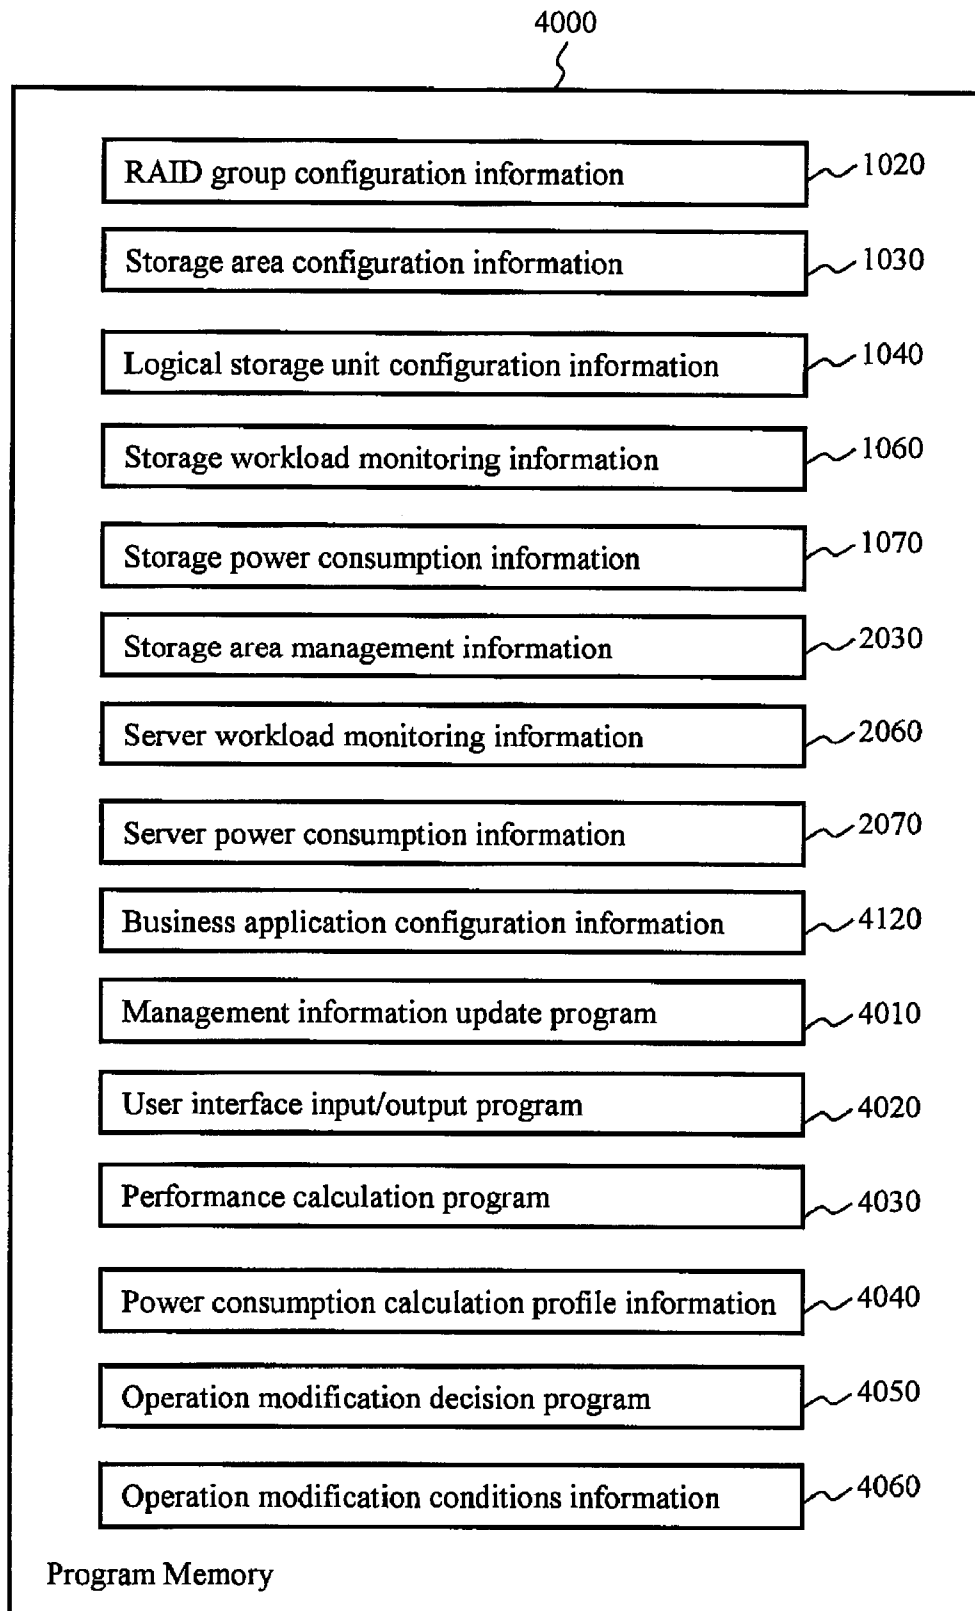 4000
RAID group configuration information 1020
Storage area configuration information 1030
Logical storage unit configuration information 1040
Storage workload monitoring information 1060
Storage power consumption information 1070
Storage area management information 2030
Server workload monitoring information 2060
Server power consumption information 2070
Business application configuration information 4120
Management information update program 4010
User interface input/output program 4020
Performance calculation program 4030
Power consumption calculation profile information 4040
Operation modification decision program 4050
Operation modification conditions information 4060
Program Memory